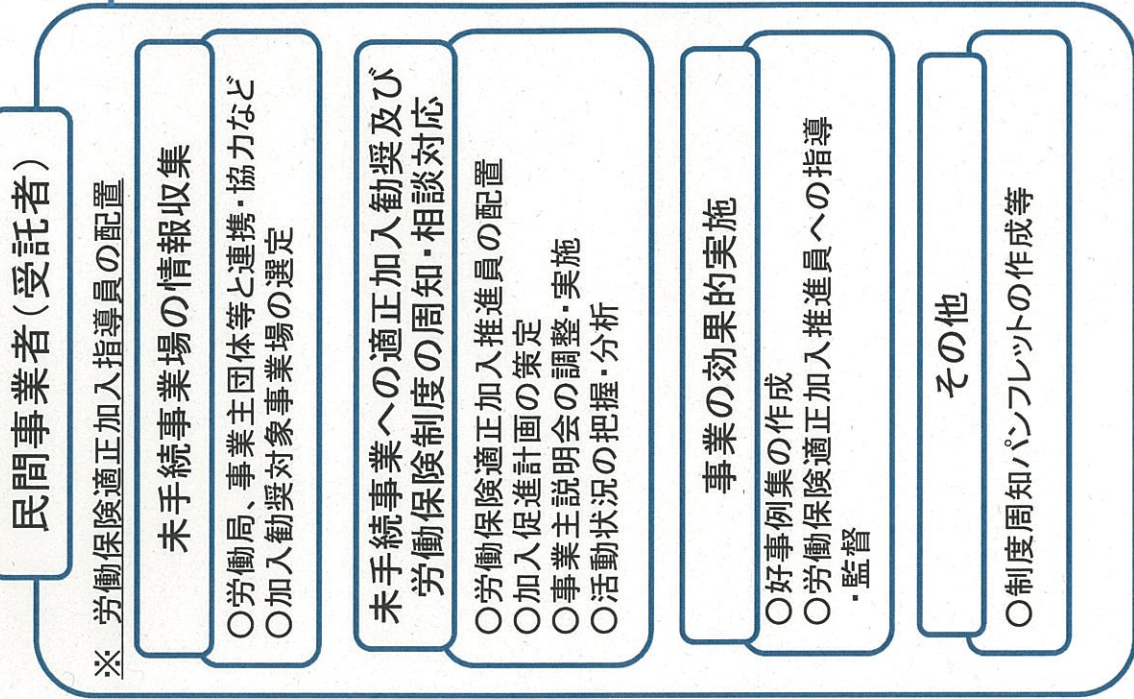 民間事業者(受託者)
※ 労働保険適正加入指導員の配置
未手続事業場の情報収集
○労働局、事業主団体等と連携・協力など
○加入勧奨対象事業場の選定
未手続事業への適正加入勧奨及び
労働保険制度の周知・相談対応
○労働保険適正加入推進員の配置
○加入促進計画の策定
○事業主説明会の調整・実施
○活動状況の把握・分析
事業の効果的実施
○好事例集の作成
○労働保険適正加入推進員への指導
・監督
その他
○制度周知パンフレットの作成等